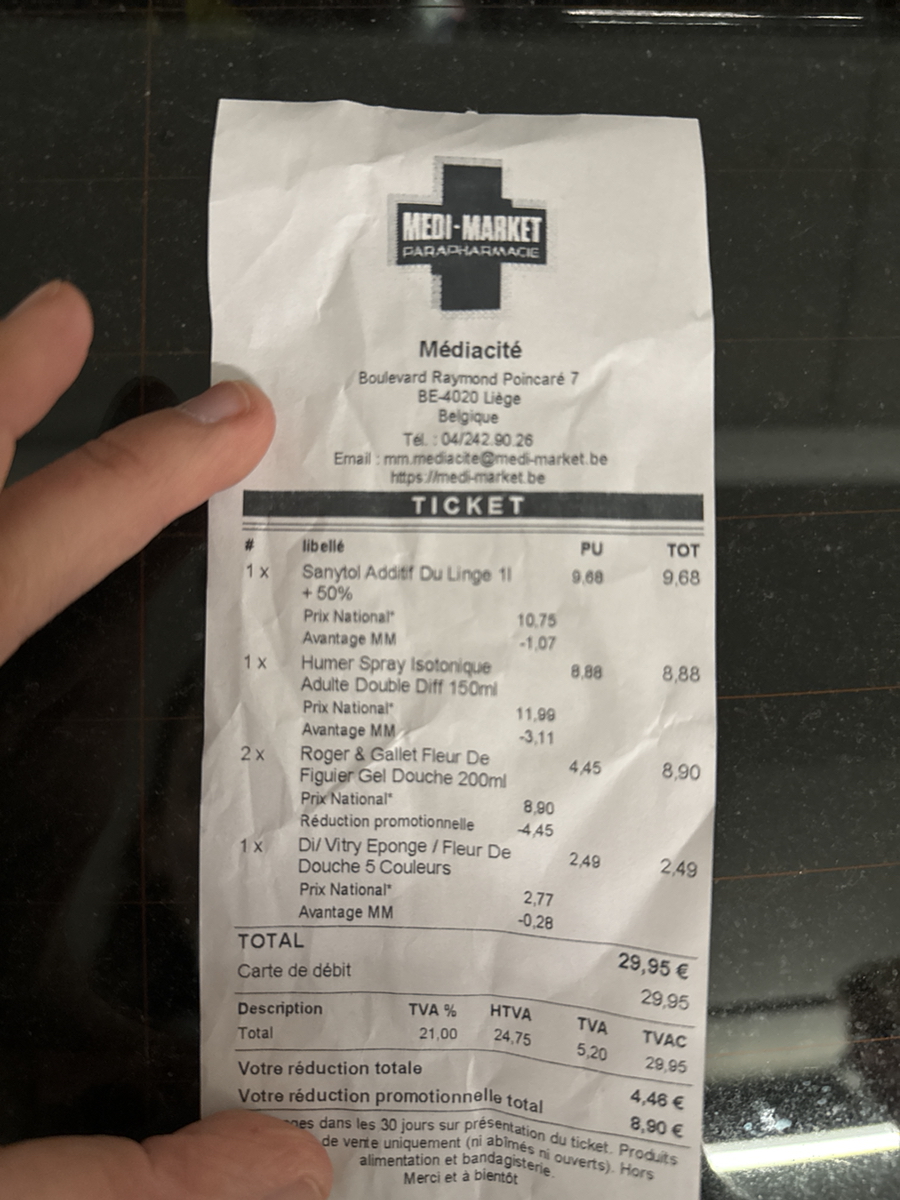 MEDI-MARKET
PARAPHARMACIE
Médiacité
Boulevard Raymond Poincaré 7
BE-4020 Liège
Belgique
Tél. : 04/242.90.26
Email : mm.mediacite@medi-market.be
https://medi-market.be
TICKET
# libellé PU TOT
1 x Sanytol Additif Du Linge 1l 9,68 9,68
+ 50%
Prix National* 10,75
Avantage MM -1,07
1 x Humer Spray Isotonique 8,88 8,88
Adulte Double Diff 150ml
Prix National* 11,99
Avantage MM -3,11
2 x Roger & Gallet Fleur De 4,45 8,90
Figuier Gel Douche 200ml
Prix National* 8,90
Réduction promotionnelle -4,45
1 x Di/ Vitry Eponge / Fleur De 2,49 2,49
Douche 5 Couleurs
Prix National* 2,77
Avantage MM -0,28
TOTAL 29,95 €
Carte de débit 29,95
Description TVA % HTVA TVA TVAC
Total 21,00 24,75 5,20 29,95
Votre réduction totale 4,46 €
Votre réduction promotionnelle total 8,90 €
dans les 30 jours sur présentation du ticket. Produits
de vente uniquement (ni abîmés ni ouverts). Hors
alimentation et bandagisterie.
Merci et à bientôt